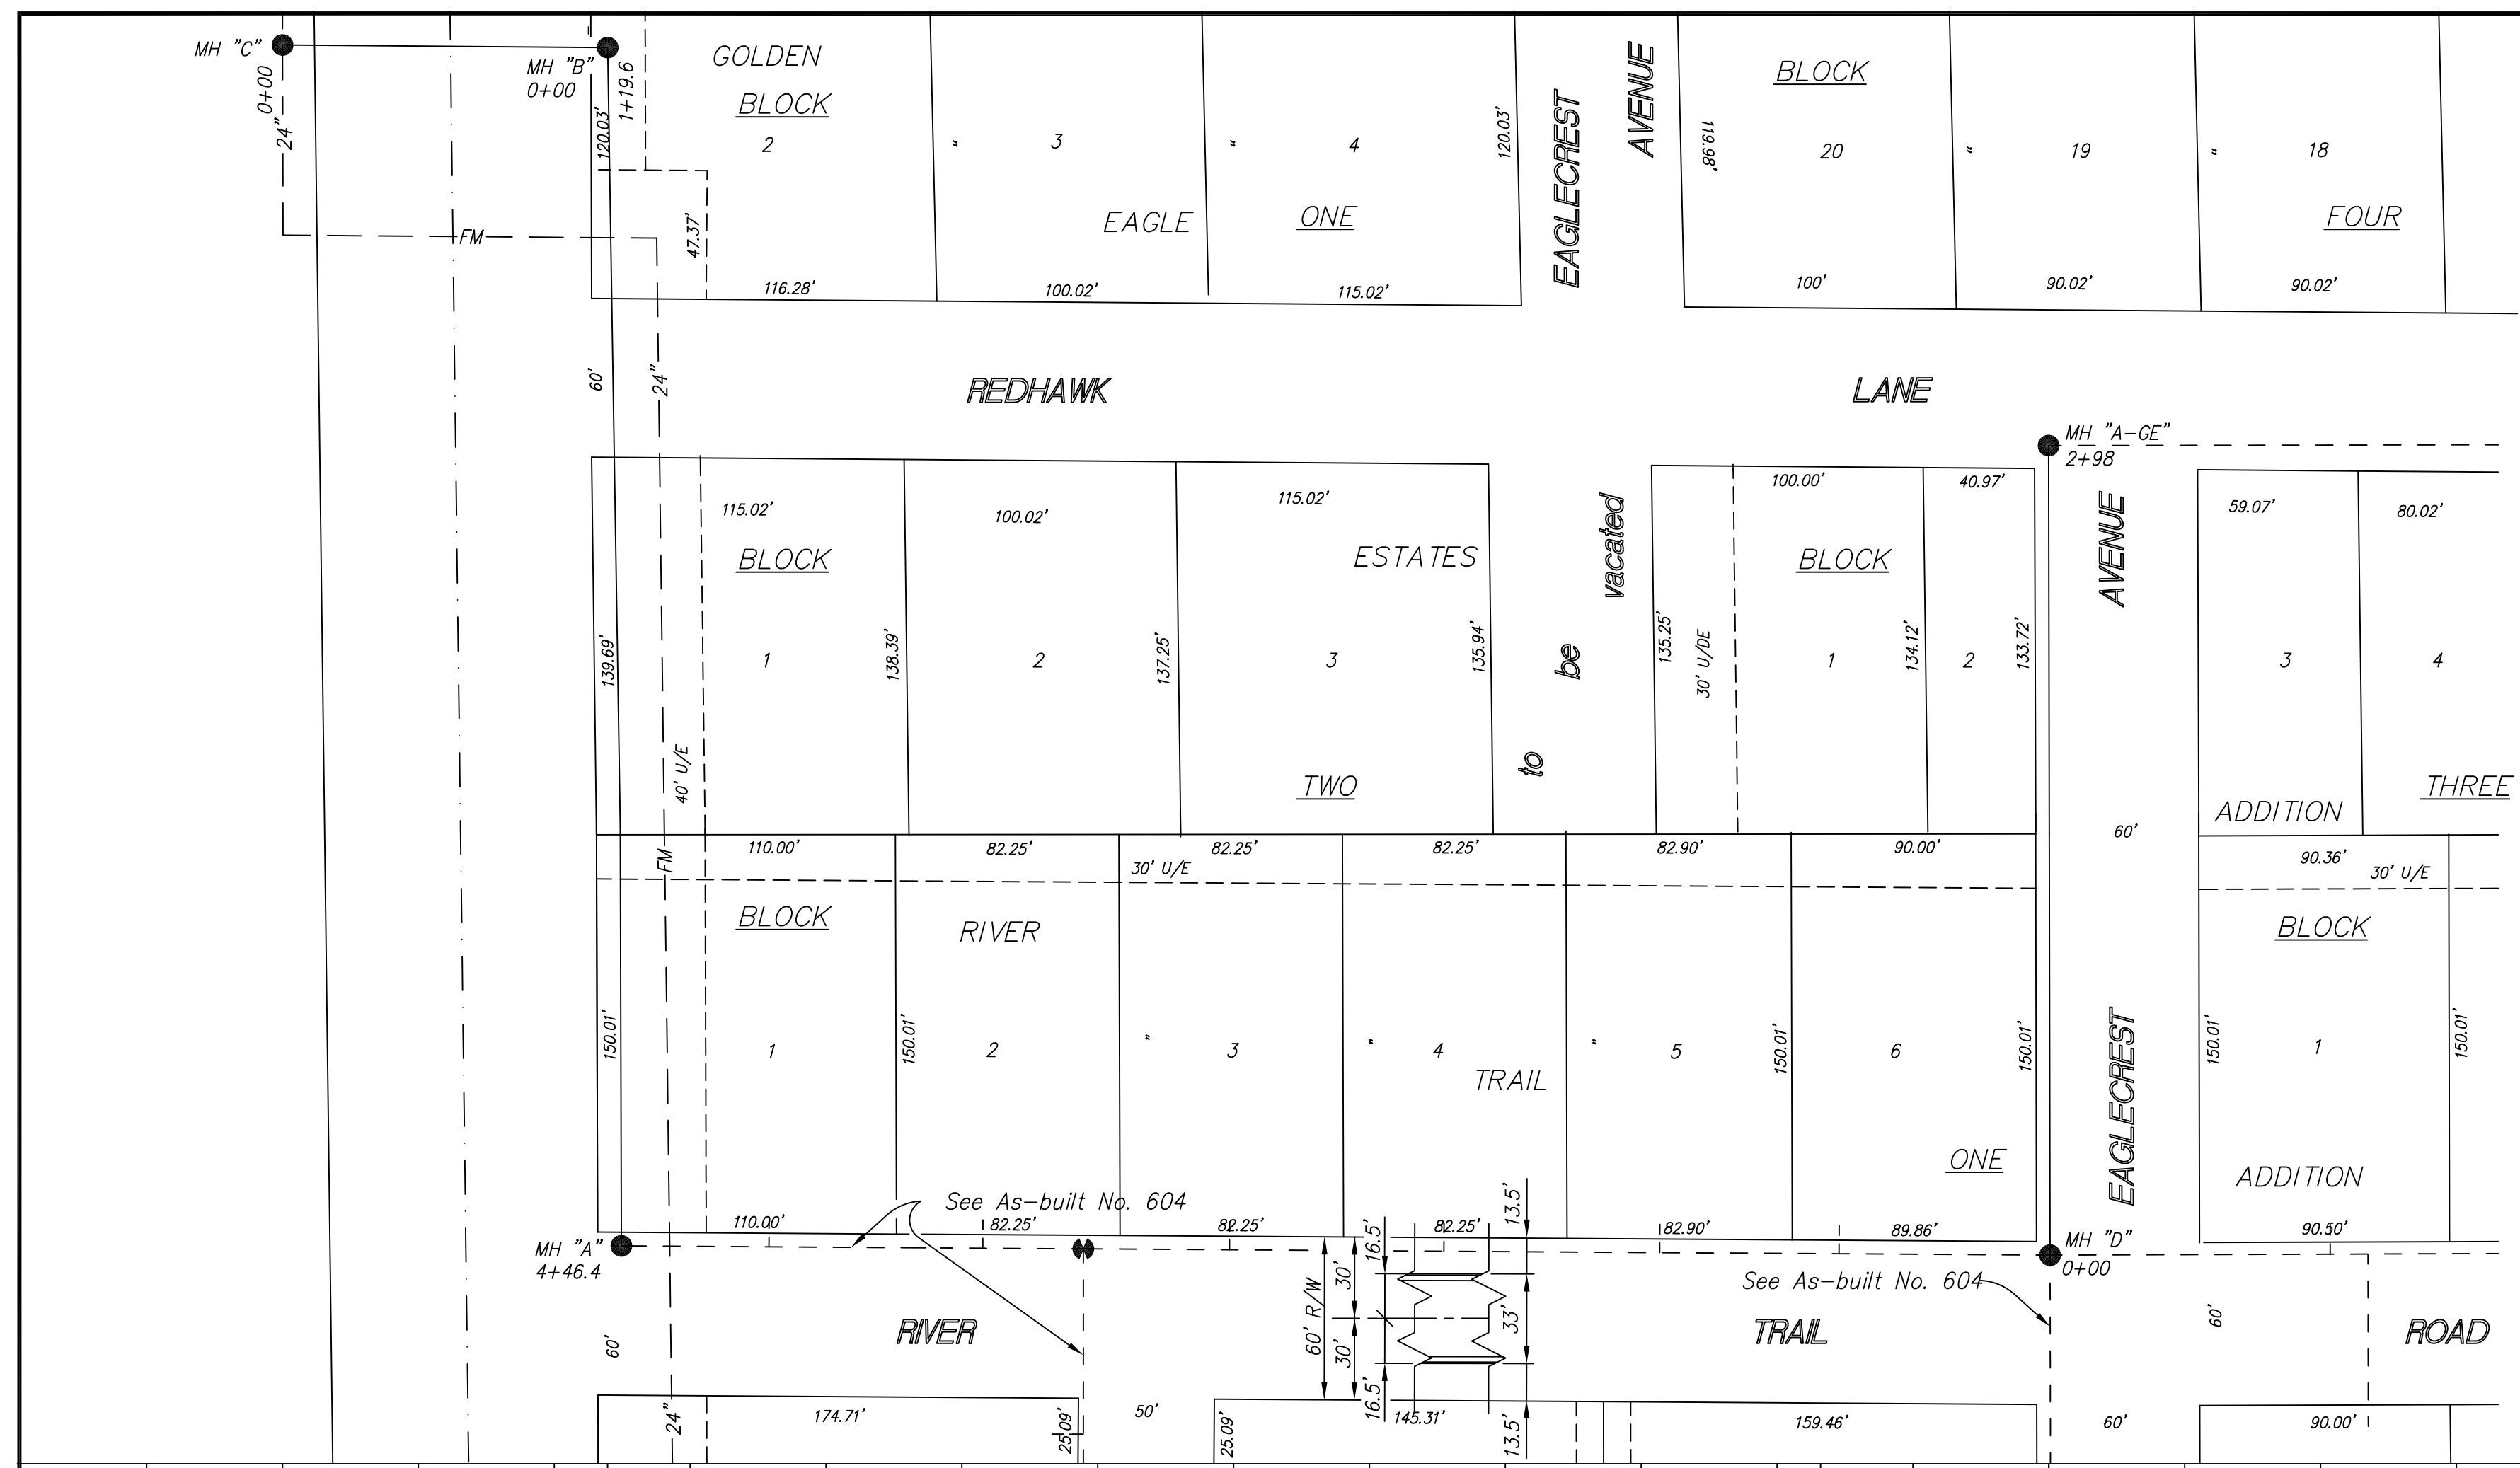 MH "C"
0+00
24"
MH "B"
0+00
1+19.6
120.03'
GOLDEN
BLOCK
2
"
3
"
4
120.03'
EAGLE
ONE
47.37'
116.28'
100.02'
115.02'
FM
EAGLECREST
AVENUE
BLOCK
119.98'
20
"
19
"
18
FOUR
100'
90.02'
90.02'
60'
24"
REDHAWK
LANE
MH "A-GE"
2+98
115.02'
100.02'
115.02'
BLOCK
ESTATES
139.69'
1
138.39'
2
137.25'
3
135.94'
40' U/E
TWO
to
be
vacated
100.00'
40.97'
BLOCK
135.25'
30' U/DE
1
134.12'
2
133.72'
AVENUE
60'
59.07'
80.02'
3
4
ADDITION
THREE
FM
110.00'
82.25'
82.25'
82.25'
82.90'
90.00'
30' U/E
90.36'
30' U/E
BLOCK
RIVER
BLOCK
150.01'
1
150.01'
2
"
3
"
4
"
5
150.01'
6
150.01'
EAGLECREST
150.01'
1
150.01'
TRAIL
ONE
ADDITION
See As-built No. 604
110.00'
82.25'
82.25'
82.25'
82.90'
89.86'
90.50'
MH "A"
4+46.4
MH "D"
0+00
See As-built No. 604
60'
RIVER
60' R/W
30'
30'
16.5'
16.5'
13.5'
33'
13.5'
TRAIL
60'
ROAD
24"
174.71'
25.09'
50'
25.09'
145.31'
159.46'
60'
90.00'